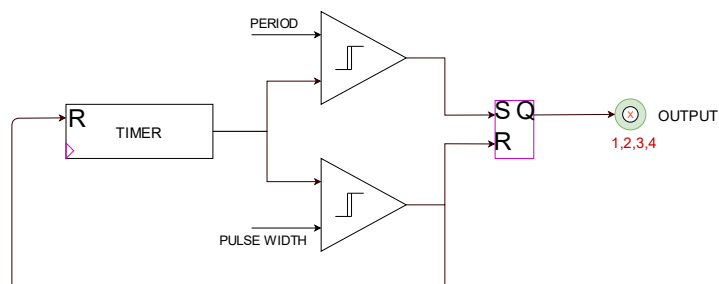 PERIOD
R
TIMER
S Q
R
X
OUTPUT
1,2,3,4
PULSE WIDTH